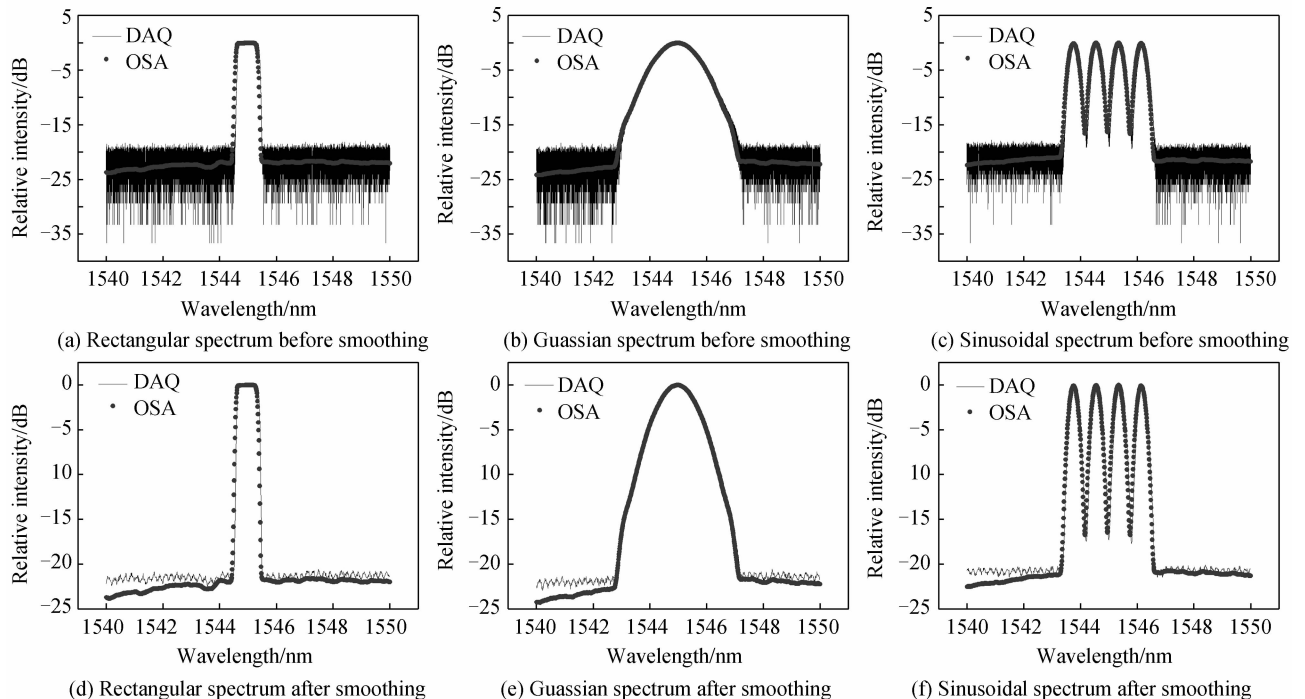 5
−5
−15
−25
−35
Relative intensity/dB
DAQ
OSA
1540 1542 1544 1546 1548 1550
Wavelength/nm
(a) Rectangular spectrum before smoothing
5
−5
−15
−25
−35
Relative intensity/dB
DAQ
OSA
1540 1542 1544 1546 1548 1550
Wavelength/nm
(b) Guassian spectrum before smoothing
5
−5
−15
−25
−35
Relative intensity/dB
DAQ
OSA
1540 1542 1544 1546 1548 1550
Wavelength/nm
(c) Sinusoidal spectrum before smoothing
0
−5
10
−15
−20
−25
Relative intensity/dB
DAQ
OSA
1540 1542 1544 1546 1548 1550
Wavelength/nm
(d) Rectangular spectrum after smoothing
0
−5
10
−15
−20
−25
Relative intensity/dB
DAQ
OSA
1540 1542 1544 1546 1548 1550
Wavelength/nm
(e) Guassian spectrum after smoothing
0
−5
10
−15
−20
−25
Relative intensity/dB
DAQ
OSA
1540 1542 1544 1546 1548 1550
Wavelength/nm
(f) Sinusoidal spectrum after smoothing